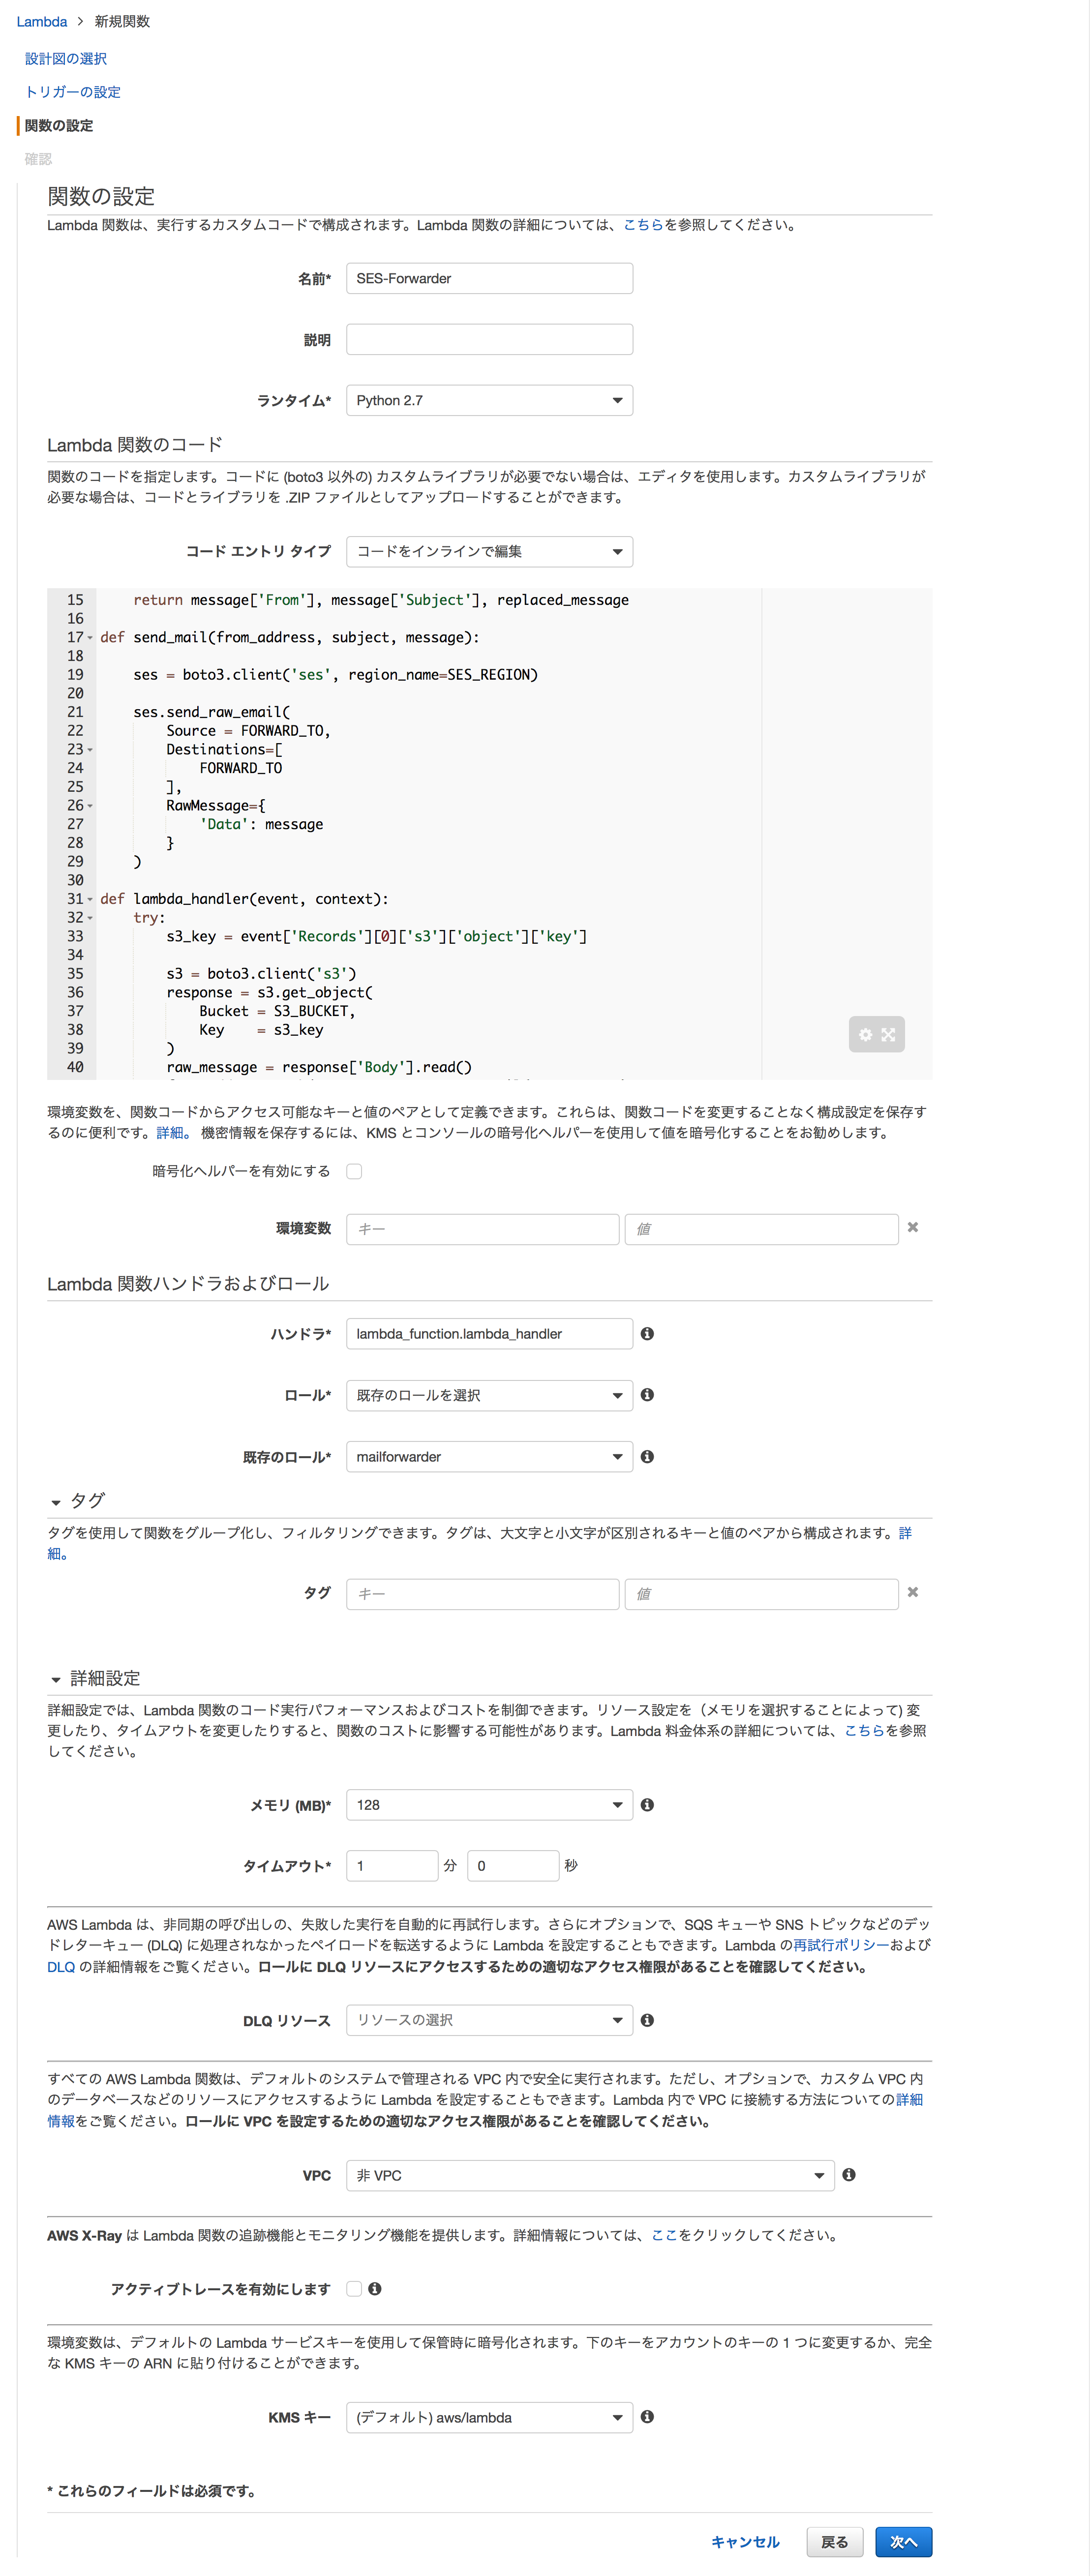 Lambda > 新規関数
設計図の選択
トリガーの設定
関数の設定
確認
関数の設定
Lambda 関数は、実行するカスタムコードで構成されます。Lambda 関数の詳細については、こちらを参照してください。
名前* SES-Forwarder
説明
ランタイム* Python 2.7
Lambda 関数のコード
関数のコードを指定します。コードに (boto3 以外の) カスタムライブラリが必要でない場合は、エディタを使用します。カスタムライブラリが
必要な場合は、コードとライブラリを .ZIP ファイルとしてアップロードすることができます。
コード エントリ タイプ コードをインラインで編集
15     return message['From'], message['Subject'], replaced_message
16
17 def send_mail(from_address, subject, message):
18
19     ses = boto3.client('ses', region_name=SES_REGION)
20
21     ses.send_raw_email(
22         Source = FORWARD_TO,
23         Destinations=[
24             FORWARD_TO
25         ],
26         RawMessage={
27             'Data': message
28         }
29     )
30
31 def lambda_handler(event, context):
32     try:
33         s3_key = event['Records'][0]['s3']['object']['key']
34
35         s3 = boto3.client('s3')
36         response = s3.get_object(
37             Bucket = S3_BUCKET,
38             Key    = s3_key
39         )
40         raw_message = response['Body'].read()
環境変数を、関数コードからアクセス可能なキーと値のペアとして定義できます。これらは、関数コードを変更することなく構成設定を保存す
るのに便利です。詳細。 機密情報を保存するには、KMS とコンソールの暗号化ヘルパーを使用して値を暗号化することをお勧めします。
暗号化ヘルパーを有効にする
環境変数 キー 値
Lambda 関数ハンドラおよびロール
ハンドラ* lambda_function.lambda_handler
ロール* 既存のロールを選択
既存のロール* mailforwarder
タグ
タグを使用して関数をグループ化し、フィルタリングできます。タグは、大文字と小文字が区別されるキーと値のペアから構成されます。詳
細。
タグ キー 値
詳細設定
詳細設定では、Lambda 関数のコード実行パフォーマンスおよびコストを制御できます。リソース設定を（メモリを選択することによって) 変
更したり、タイムアウトを変更したりすると、関数のコストに影響する可能性があります。Lambda 料金体系の詳細については、こちらを参照
してください。
メモリ (MB)* 128
タイムアウト* 1 分 0 秒
AWS Lambda は、非同期の呼び出しの、失敗した実行を自動的に再試行します。さらにオプションで、SQS キューや SNS トピックなどのデッ
ドレターキュー (DLQ) に処理されなかったペイロードを転送するように Lambda を設定することもできます。Lambda の再試行ポリシーおよび
DLQ の詳細情報をご覧ください。ロールに DLQ リソースにアクセスするための適切なアクセス権限があることを確認してください。
DLQ リソース リソースの選択
すべての AWS Lambda 関数は、デフォルトのシステムで管理される VPC 内で安全に実行されます。ただし、オプションで、カスタム VPC 内
のデータベースなどのリソースにアクセスするように Lambda を設定することもできます。Lambda 内で VPC に接続する方法についての詳細
情報をご覧ください。ロールに VPC を設定するための適切なアクセス権限があることを確認してください。
VPC 非 VPC
AWS X-Ray は Lambda 関数の追跡機能とモニタリング機能を提供します。詳細情報については、ここをクリックしてください。
アクティブトレースを有効にします
環境変数は、デフォルトの Lambda サービスキーを使用して保管時に暗号化されます。下のキーをアカウントのキーの 1 つに変更するか、完全
な KMS キーの ARN に貼り付けることができます。
KMS キー (デフォルト) aws/lambda
* これらのフィールドは必須です。
キャンセル 戻る 次へ